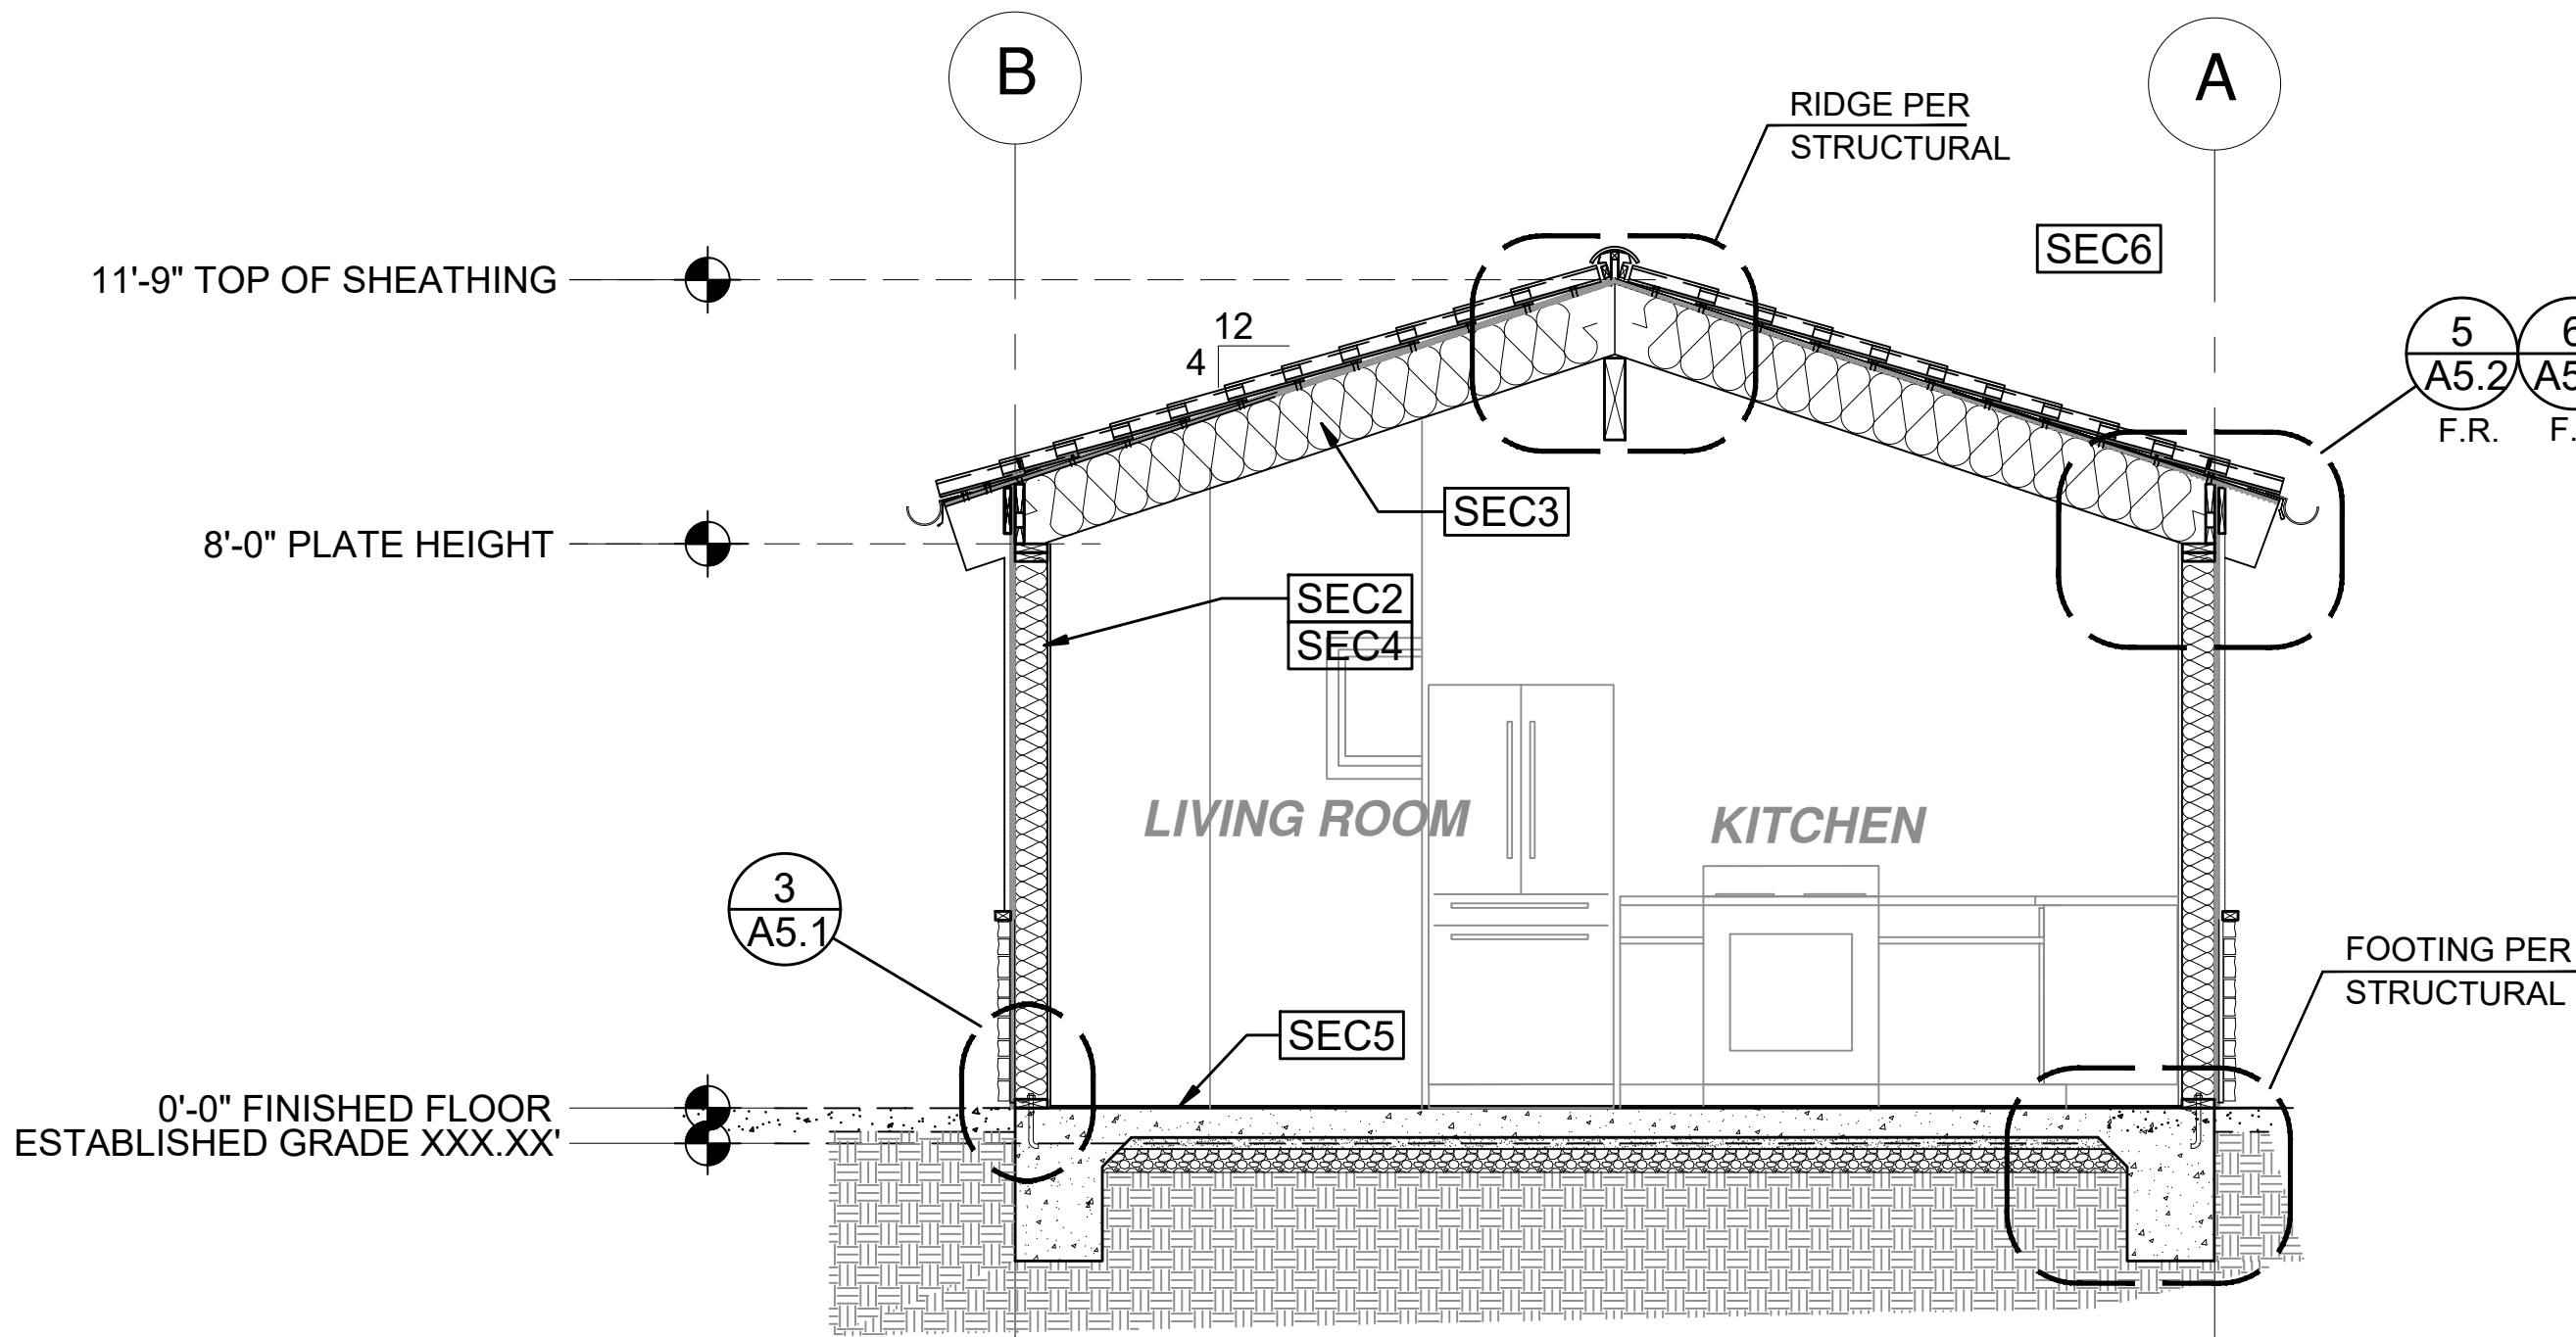 B
A
RIDGE PER
STRUCTURAL
SEC6
11'-9" TOP OF SHEATHING
12
4
5
A5.2
F.R.
6
SEC3
8'-0" PLATE HEIGHT
SEC2
SEC4
LIVING ROOM
KITCHEN
3
A5.1
FOOTING PER
STRUCTURAL
SEC5
0'-0" FINISHED FLOOR
ESTABLISHED GRADE XXX.XX'